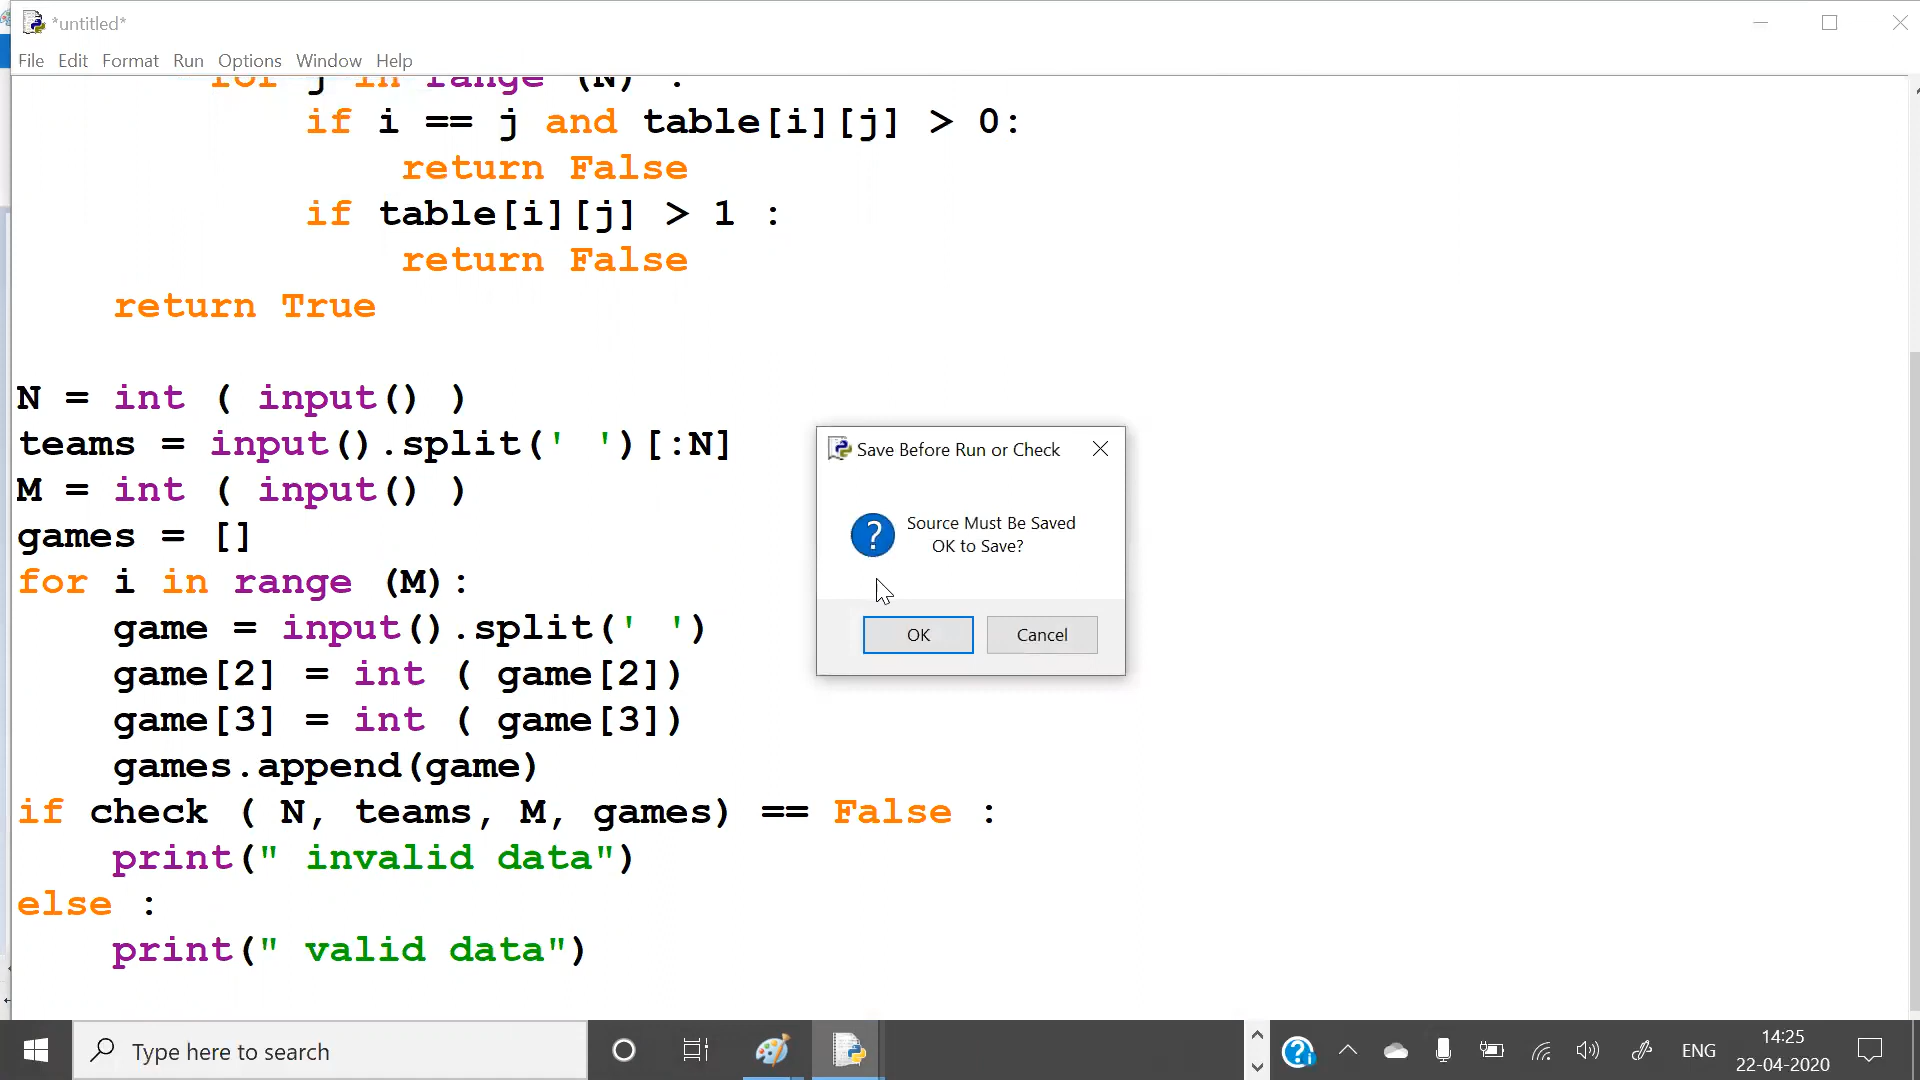 *untitled*
File Edit Format Run Options Window Help
for j in range (N) :
if i == j and table[i][j] > 0:
return False
if table[i][j] > 1 :
return False
return True
N = int ( input() )
teams = input().split(' ')[:N]
M = int ( input() )
games = []
for i in range (M):
game = input().split(' ')
game[2] = int ( game[2])
game[3] = int ( game[3])
games.append(game)
if check ( N, teams, M, games) == False :
print(" invalid data")
else :
print(" valid data")
Save Before Run or Check
Source Must Be Saved
OK to Save?
OK Cancel
Type here to search
ENG
14:25
22-04-2020